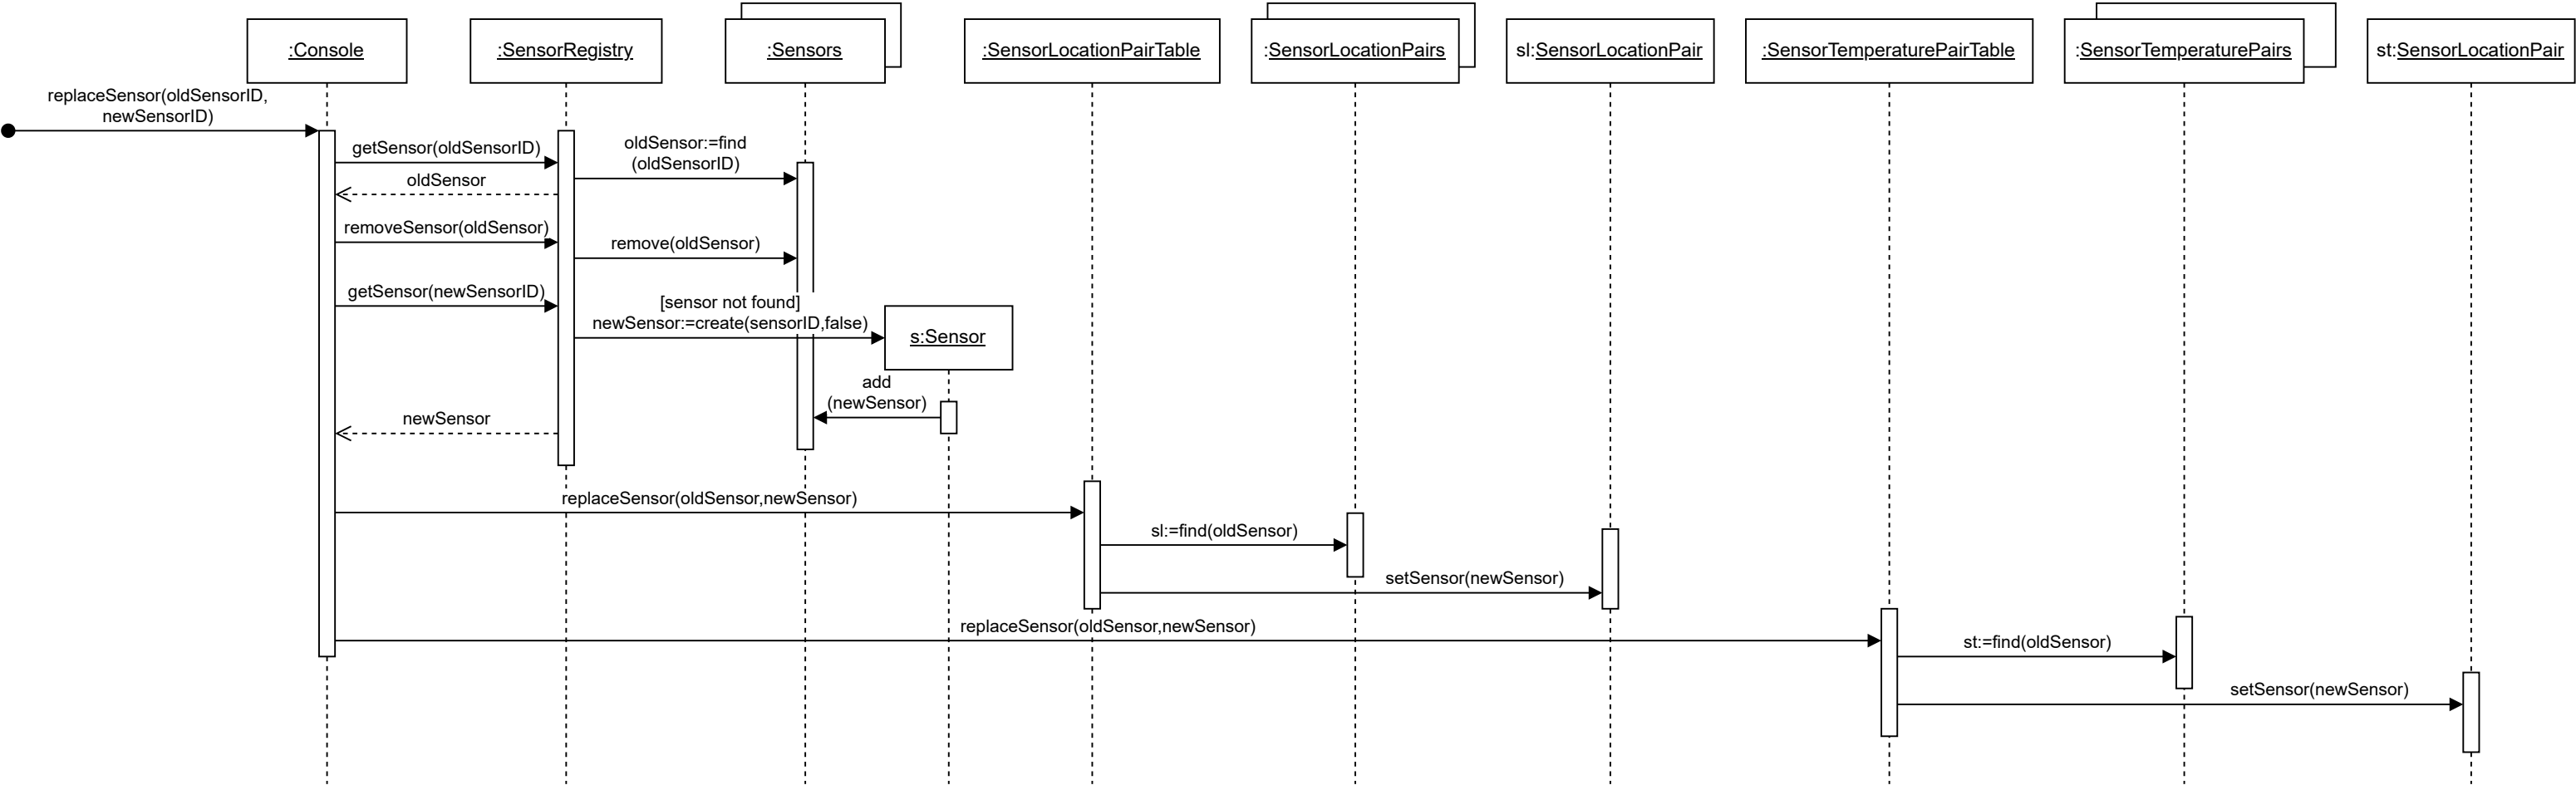 :Console
:SensorRegistry
:Sensors
:SensorLocationPairTable
:SensorLocationPairs
sl:SensorLocationPair
:SensorTemperaturePairTable
:SensorTemperaturePairs
st:SensorLocationPair
replaceSensor(oldSensorID,
newSensorID)
getSensor(oldSensorID)
oldSensor:=find
(oldSensorID)
oldSensor
removeSensor(oldSensor)
remove(oldSensor)
getSensor(newSensorID)
[sensor not found]
newSensor:=create(sensorID,false)
s:Sensor
add
(newSensor)
newSensor
replaceSensor(oldSensor,newSensor)
sl:=find(oldSensor)
setSensor(newSensor)
replaceSensor(oldSensor,newSensor)
st:=find(oldSensor)
setSensor(newSensor)